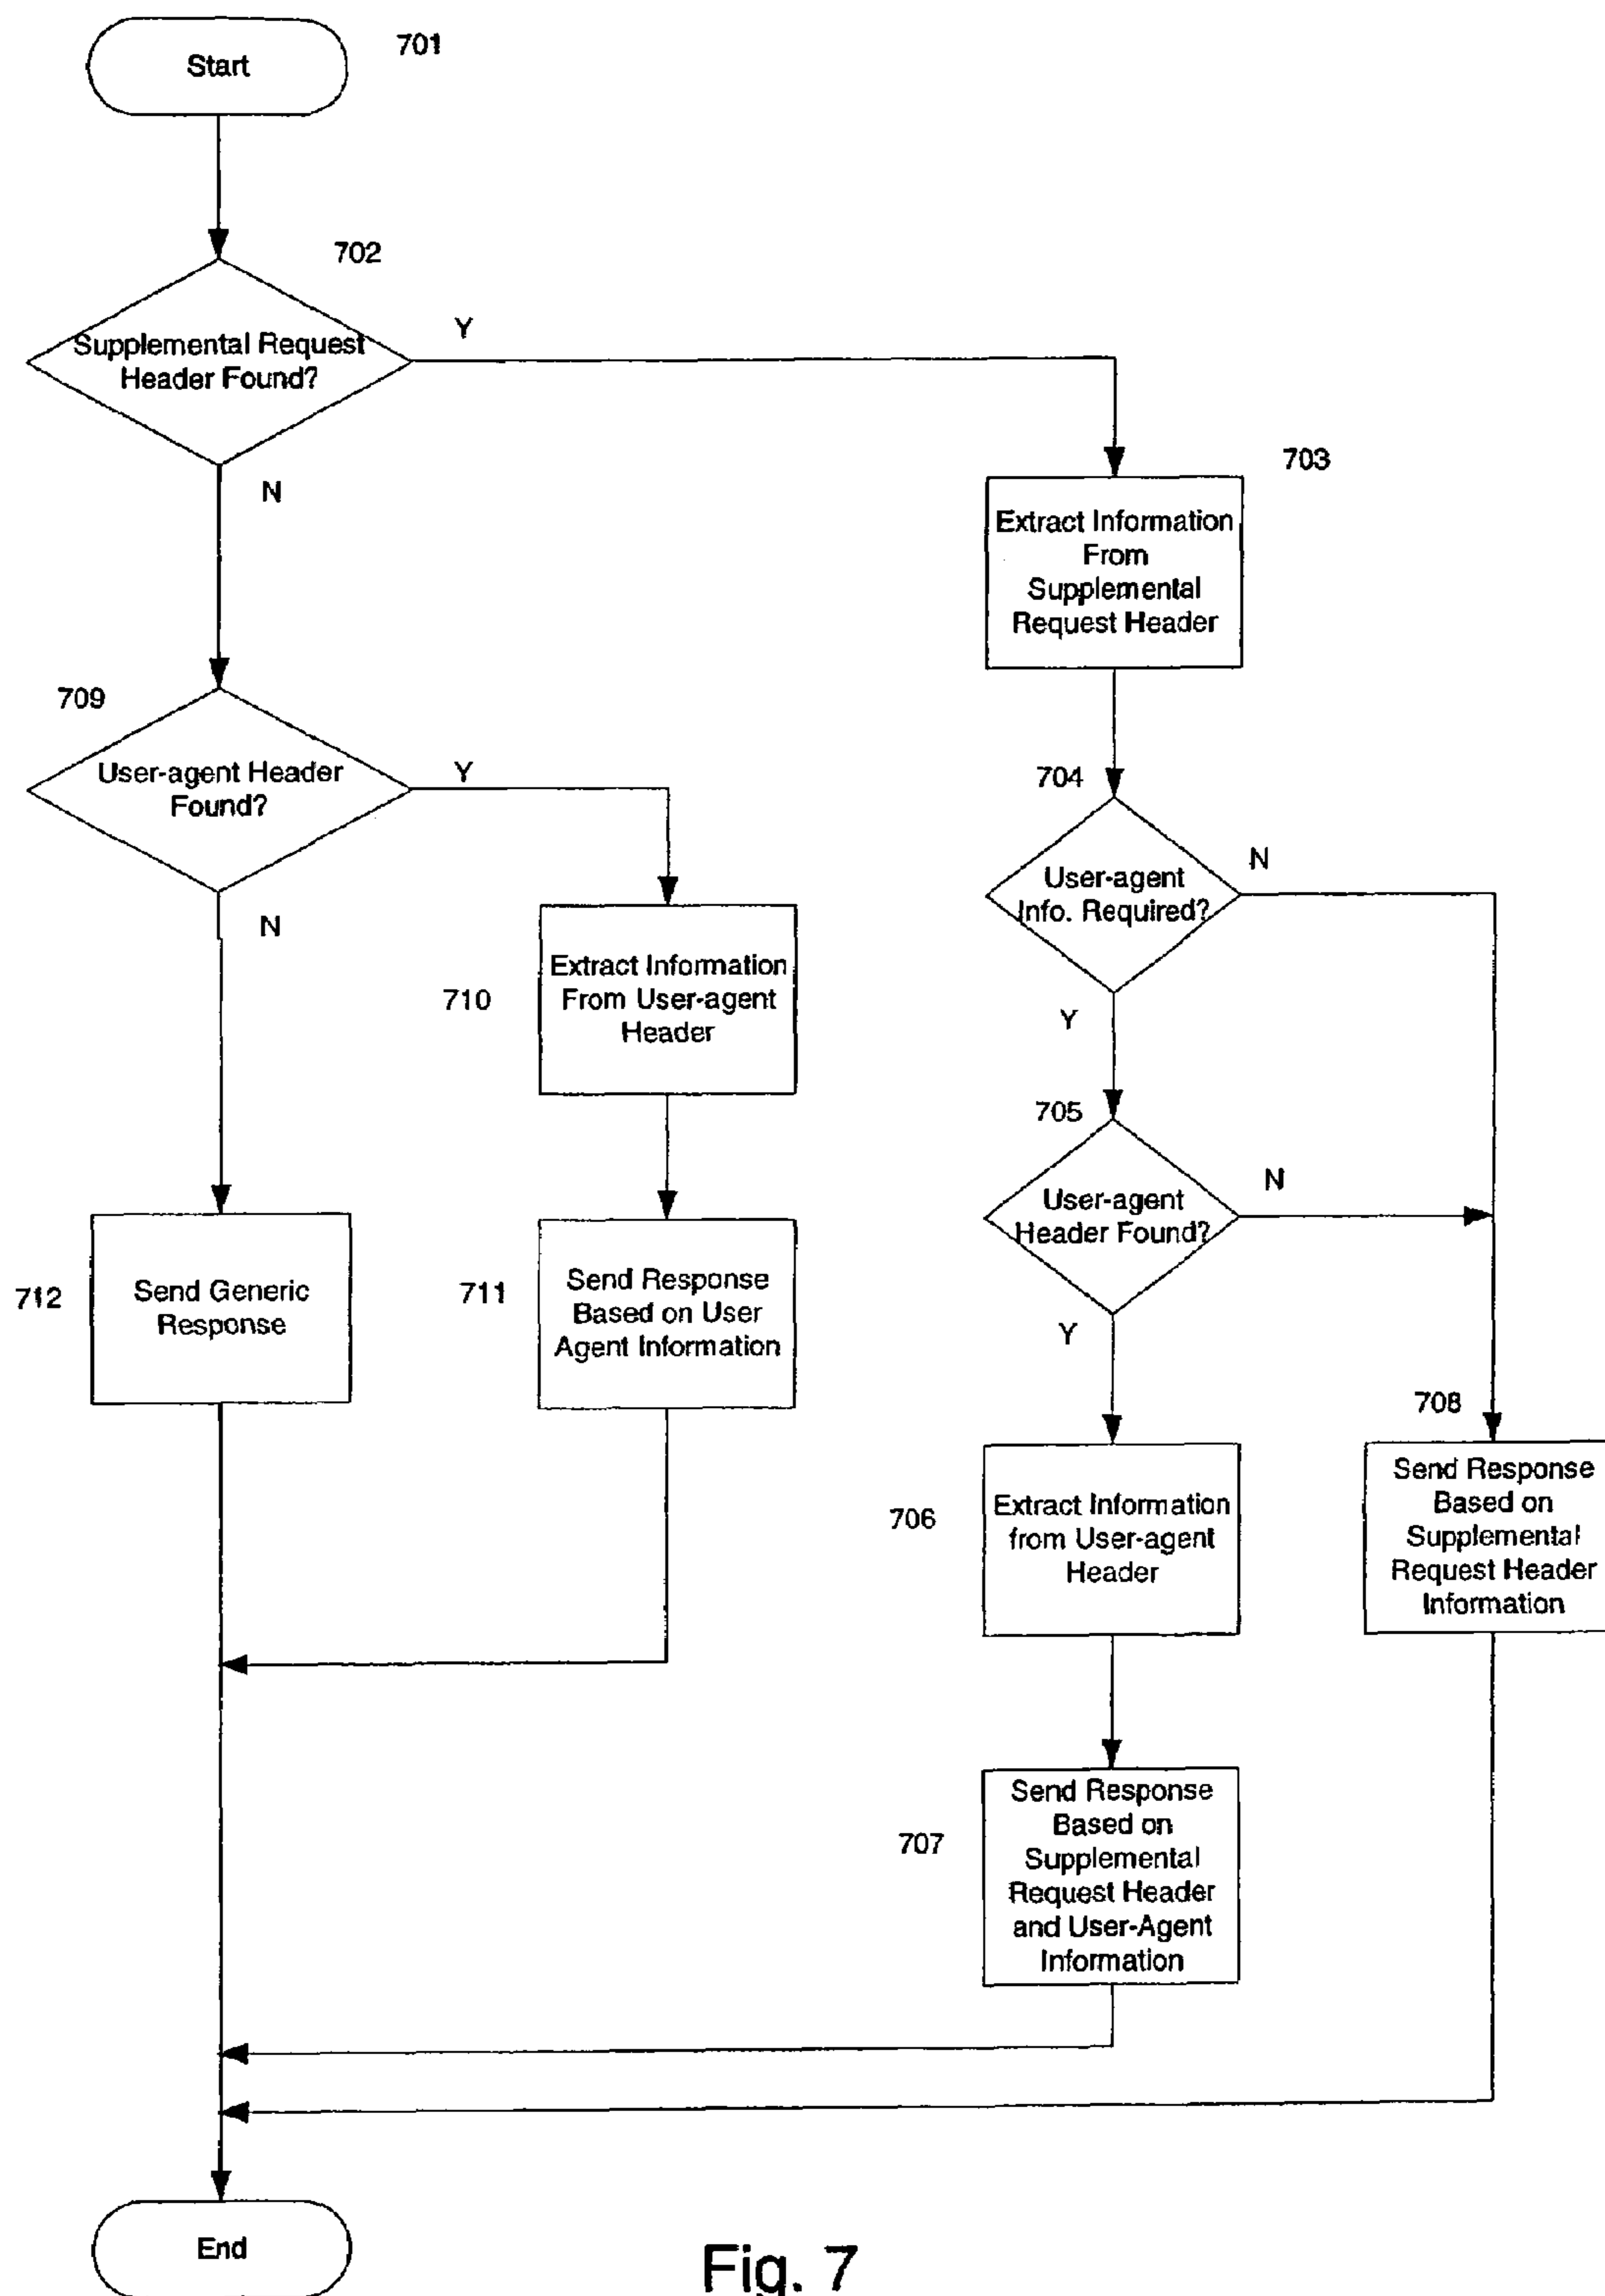 Start
701
702
Supplemental Request
Header Found?
Y
N
703
Extract Information
From
Supplemental
Request Header
709
User-agent Header
Found?
Y
N
704
User-agent
Info. Required?
N
Y
710
Extract Information
From User-agent
Header
705
User-agent
Header Found?
N
Y
712
Send Generic
Response
711
Send Response
Based on User
Agent Information
708
Send Response
Based on
Supplemental
Request Header
Information
706
Extract Information
from User-agent
Header
707
Send Response
Based on
Supplemental
Request Header
and User-Agent
Information
End
Fig. 7